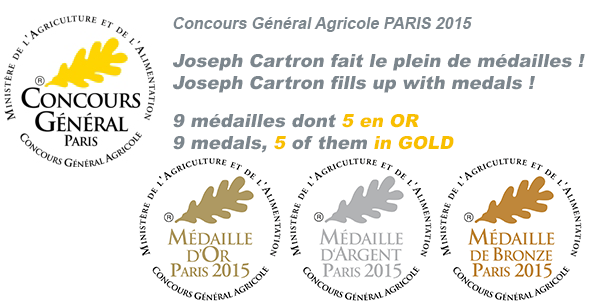 MINISTÈRE DE L'AGRICULTURE ET DE L'ALIMENTATION
®
CONCOURS
GÉNÉRAL
PARIS
CONCOURS GÉNÉRAL AGRICOLE
Concours Général Agricole PARIS 2015
Joseph Cartron fait le plein de médailles !
Joseph Cartron fills up with medals !
9 médailles dont 5 en OR
9 medals, 5 of them in GOLD
MINISTÈRE DE L'AGRICULTURE ET DE L'ALIMENTATION
®
MÉDAILLE
D'OR
PARIS 2015
CONCOURS GÉNÉRAL AGRICOLE
MINISTÈRE DE L'AGRICULTURE ET DE L'ALIMENTATION
®
MÉDAILLE
D'ARGENT
PARIS 2015
CONCOURS GÉNÉRAL AGRICOLE
MINISTÈRE DE L'AGRICULTURE ET DE L'ALIMENTATION
®
MÉDAILLE
DE BRONZE
PARIS 2015
CONCOURS GÉNÉRAL AGRICOLE